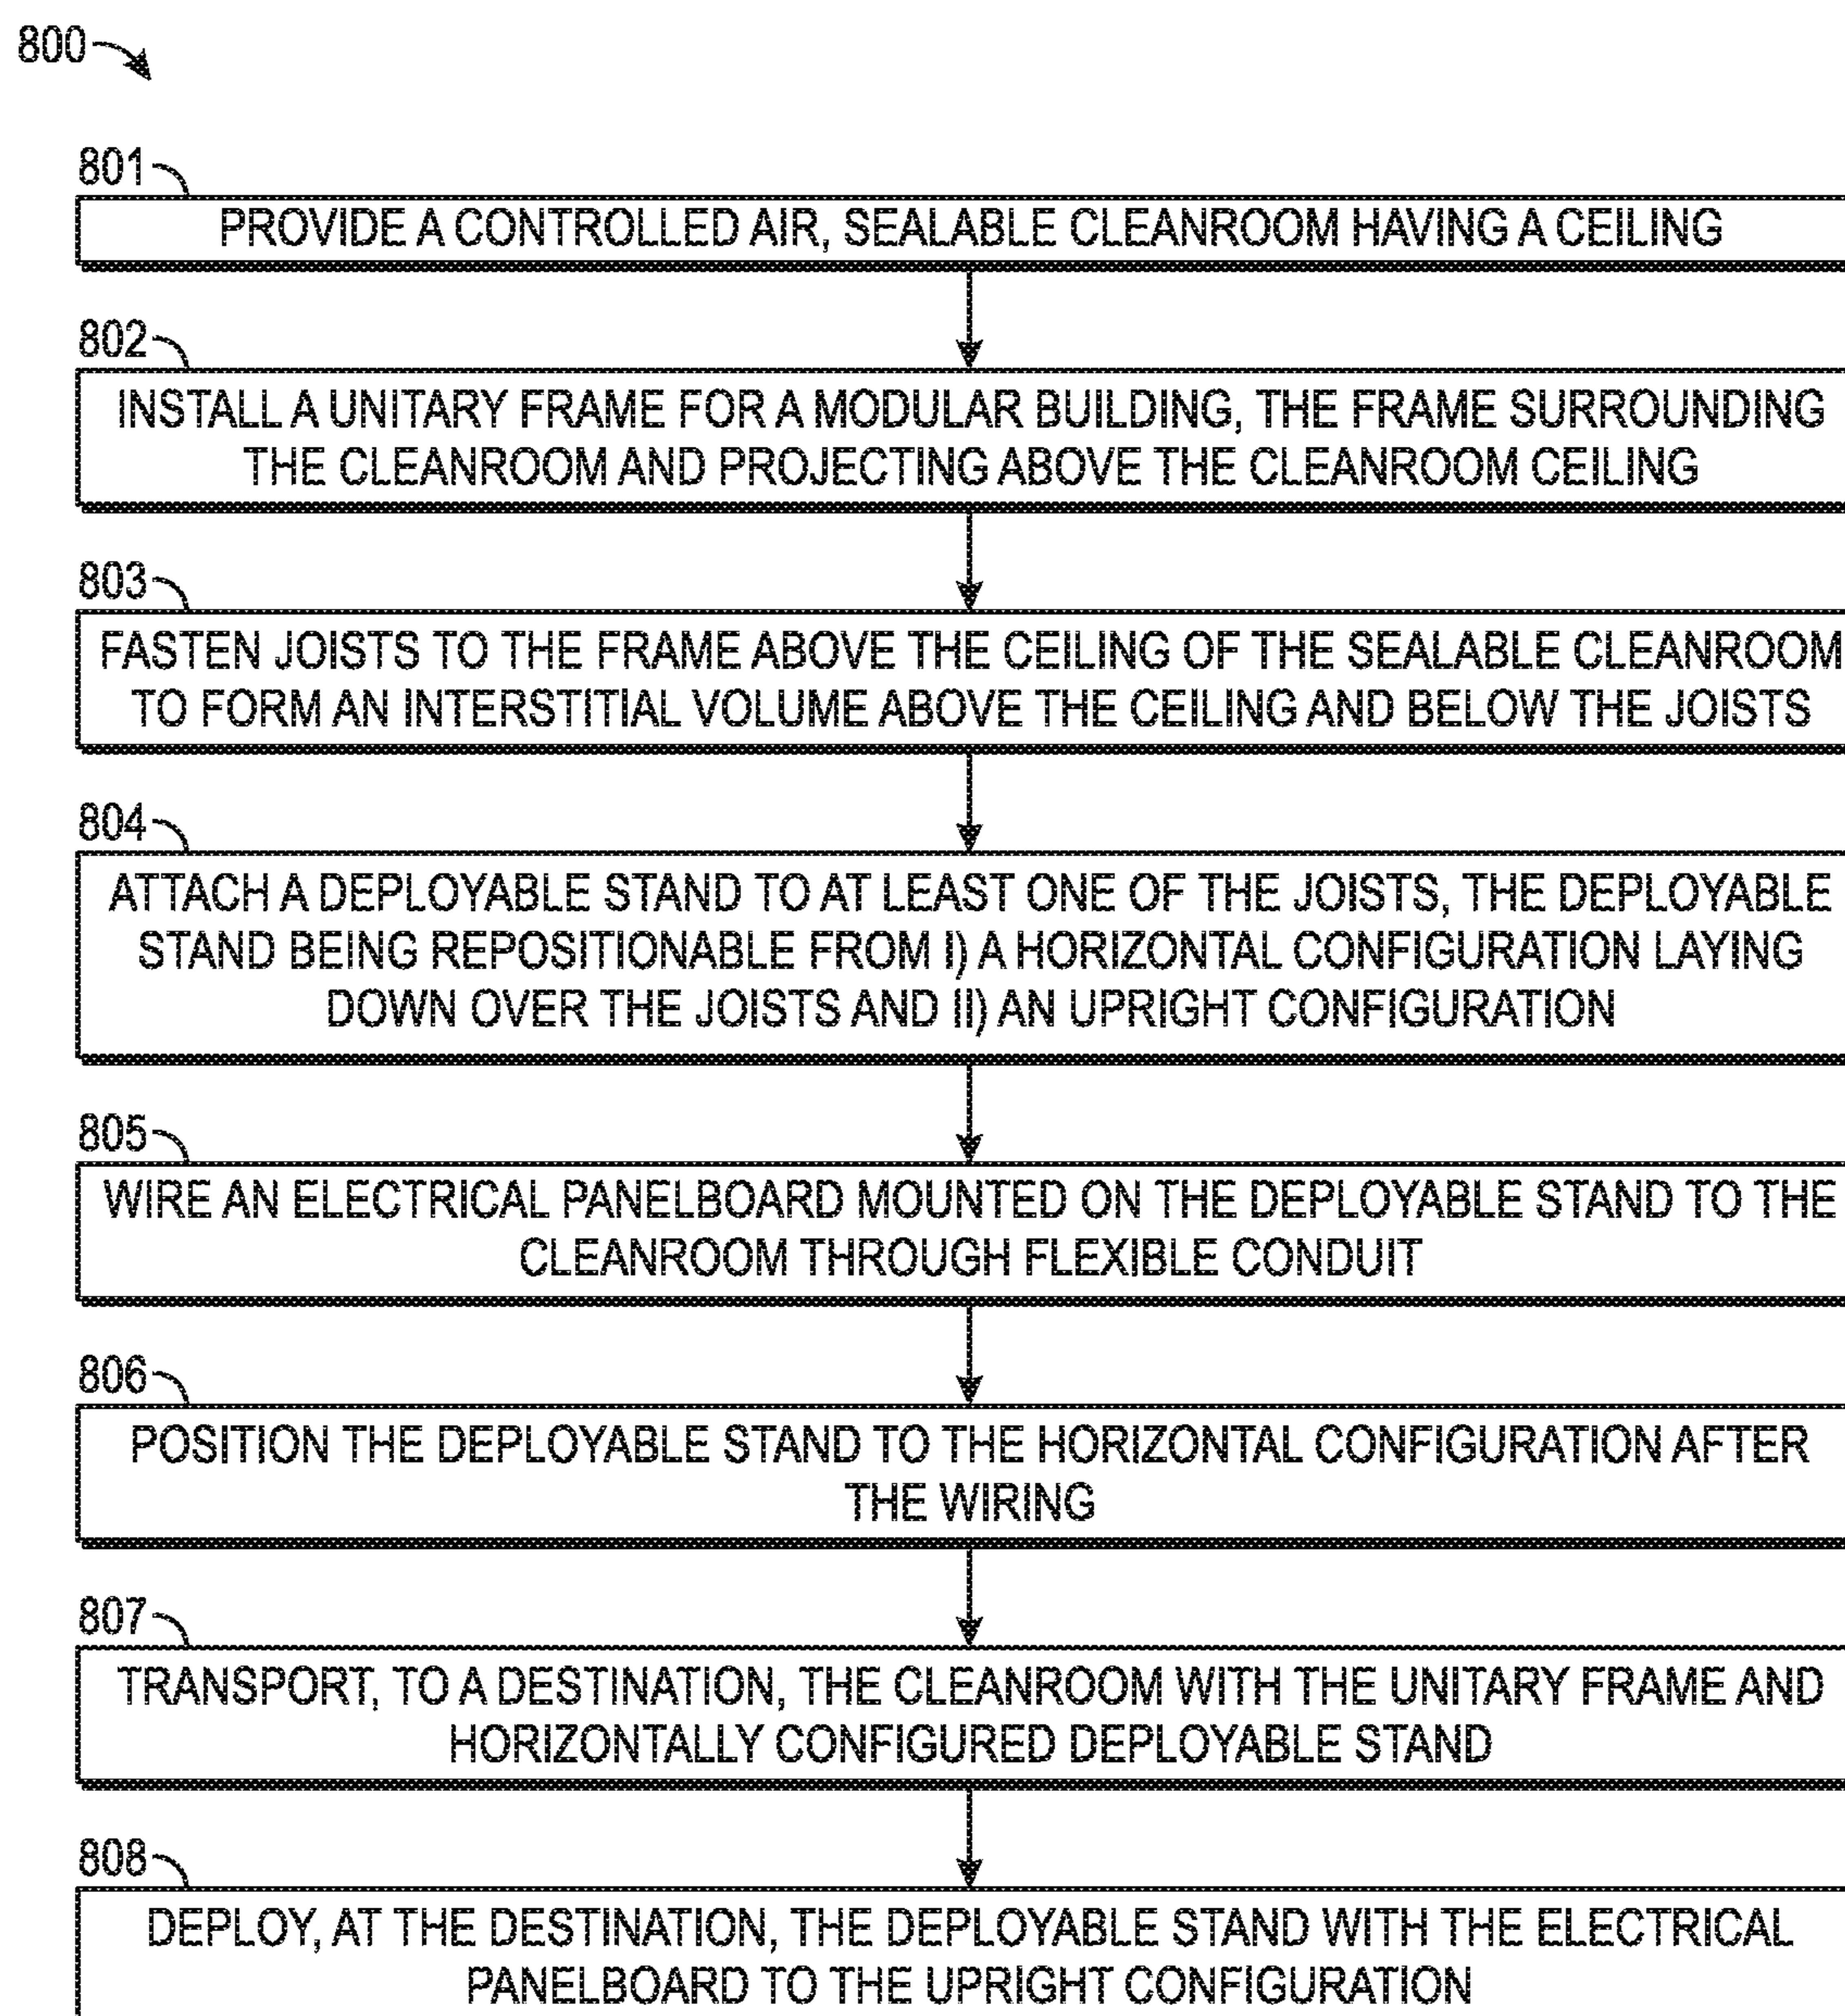 800
801
PROVIDE A CONTROLLED AIR, SEALABLE CLEANROOM HAVING A CEILING
802
INSTALL A UNITARY FRAME FOR A MODULAR BUILDING, THE FRAME SURROUNDING
THE CLEANROOM AND PROJECTING ABOVE THE CLEANROOM CEILING
803
FASTEN JOISTS TO THE FRAME ABOVE THE CEILING OF THE SEALABLE CLEANROOM
TO FORM AN INTERSTITIAL VOLUME ABOVE THE CEILING AND BELOW THE JOISTS
804
ATTACH A DEPLOYABLE STAND TO AT LEAST ONE OF THE JOISTS, THE DEPLOYABLE
STAND BEING REPOSITIONABLE FROM I) A HORIZONTAL CONFIGURATION LAYING
DOWN OVER THE JOISTS AND II) AN UPRIGHT CONFIGURATION
805
WIRE AN ELECTRICAL PANELBOARD MOUNTED ON THE DEPLOYABLE STAND TO THE
CLEANROOM THROUGH FLEXIBLE CONDUIT
806
POSITION THE DEPLOYABLE STAND TO THE HORIZONTAL CONFIGURATION AFTER
THE WIRING
807
TRANSPORT, TO A DESTINATION, THE CLEANROOM WITH THE UNITARY FRAME AND
HORIZONTALLY CONFIGURED DEPLOYABLE STAND
808
DEPLOY, AT THE DESTINATION, THE DEPLOYABLE STAND WITH THE ELECTRICAL
PANELBOARD TO THE UPRIGHT CONFIGURATION